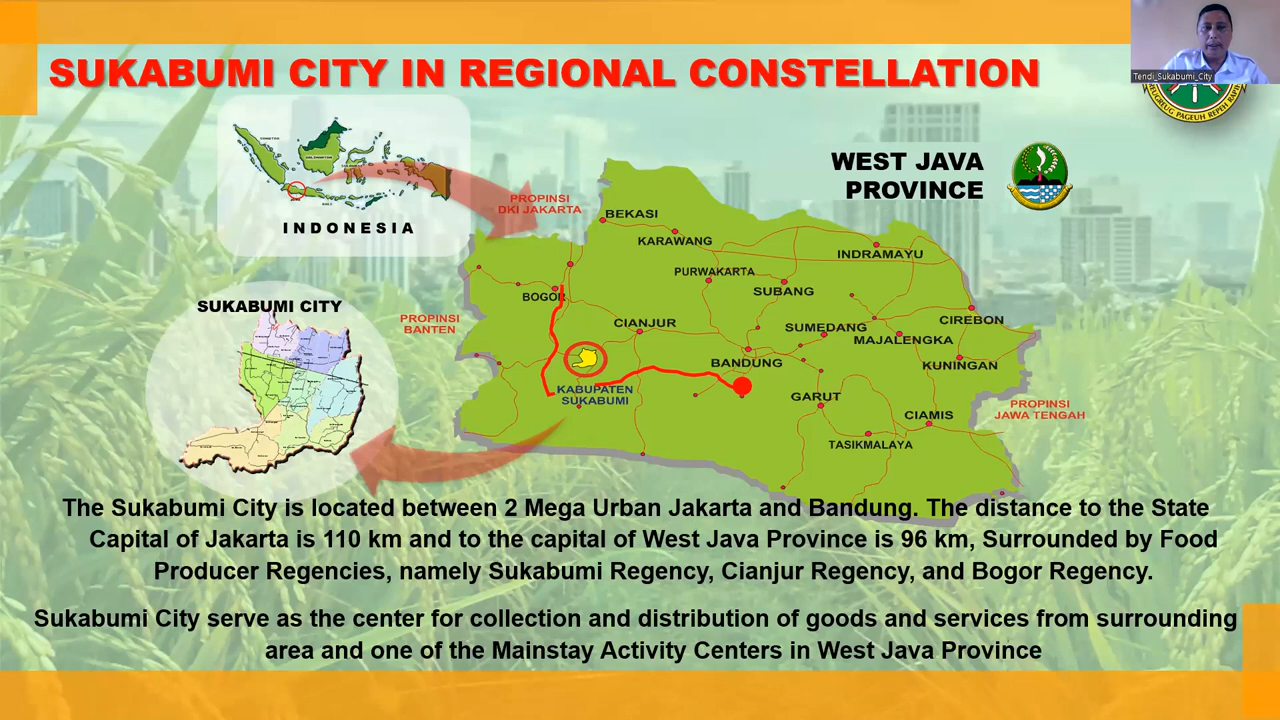 SUKABUMI CITY IN REGIONAL CONSTELLATION
Tendi_Sukabumi_City
PAGEUH REPEH RAPIH
INDONESIA
WEST JAVA
PROVINCE
PROPINSI
DKI JAKARTA
BEKASI
KARAWANG
INDRAMAYU
PURWAKARTA
SUBANG
BOGOR
SUKABUMI CITY
PROPINSI
BANTEN
CIANJUR
SUMEDANG
CIREBON
MAJALENGKA
BANDUNG
KUNINGAN
KABUPATEN
SUKABUMI
GARUT
CIAMIS
PROPINSI
JAWA TENGAH
TASIKMALAYA
The Sukabumi City is located between 2 Mega Urban Jakarta and Bandung. The distance to the State
Capital of Jakarta is 110 km and to the capital of West Java Province is 96 km, Surrounded by Food
Producer Regencies, namely Sukabumi Regency, Cianjur Regency, and Bogor Regency.
Sukabumi City serve as the center for collection and distribution of goods and services from surrounding
area and one of the Mainstay Activity Centers in West Java Province